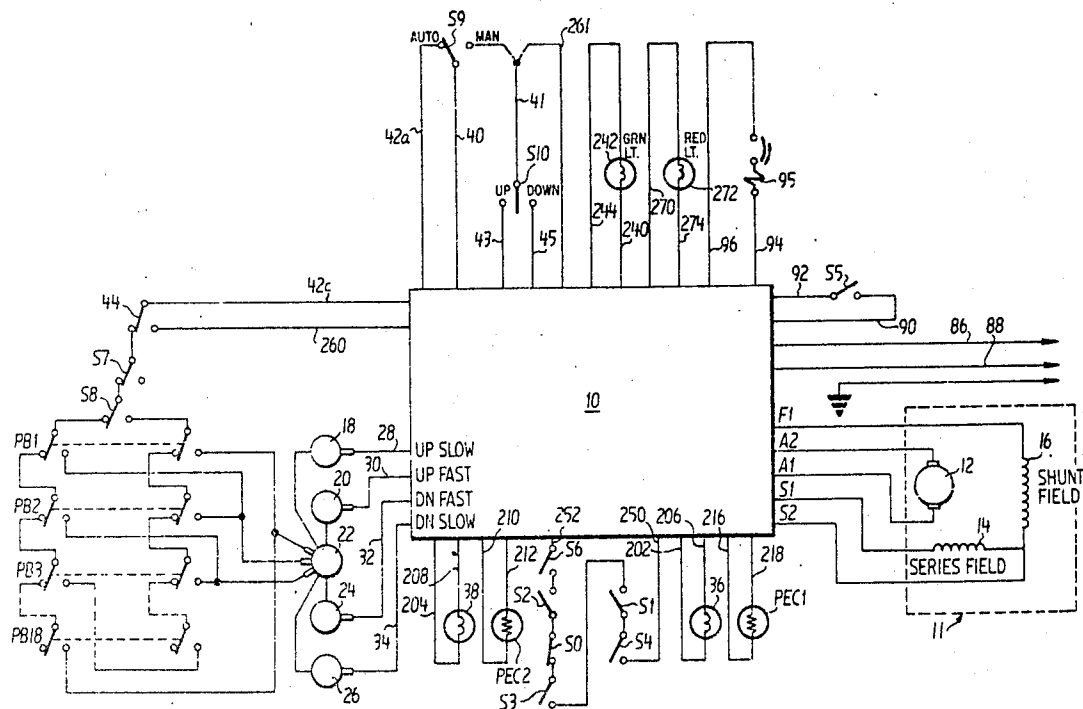 S9
261
AUTO
MAN
41
42a
40
S10
UP
DOWN
43
45
242
GRN
LT.
RED
LT.
272
95
244
240
270
274
96
94
44
42c
260
S7
S8
92
S5
90
86
88
10
PB1
PB2
PB3
PB18
18
28
UP SLOW
20
30
UP FAST
22
DN FAST
32
DN SLOW
24
34
26
F1
A2
A1
S1
S2
12
16
SHUNT
FIELD
14
SERIES FIELD
11
210
252
250
206
216
208
212
S6
202
218
204
38
S2
S1
36
PEC1
PEC2
S0
S4
S3